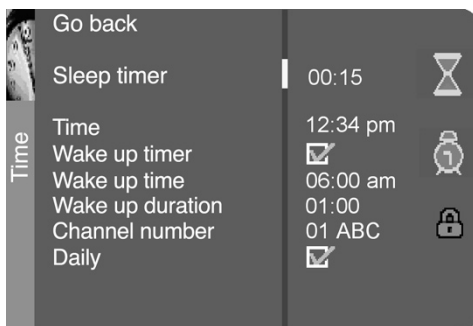 Go back
Sleep timer 00:15
Time 12:34 pm
Wake up timer
Wake up time 06:00 am
Wake up duration 01:00
Channel number 01 ABC
Daily
Time